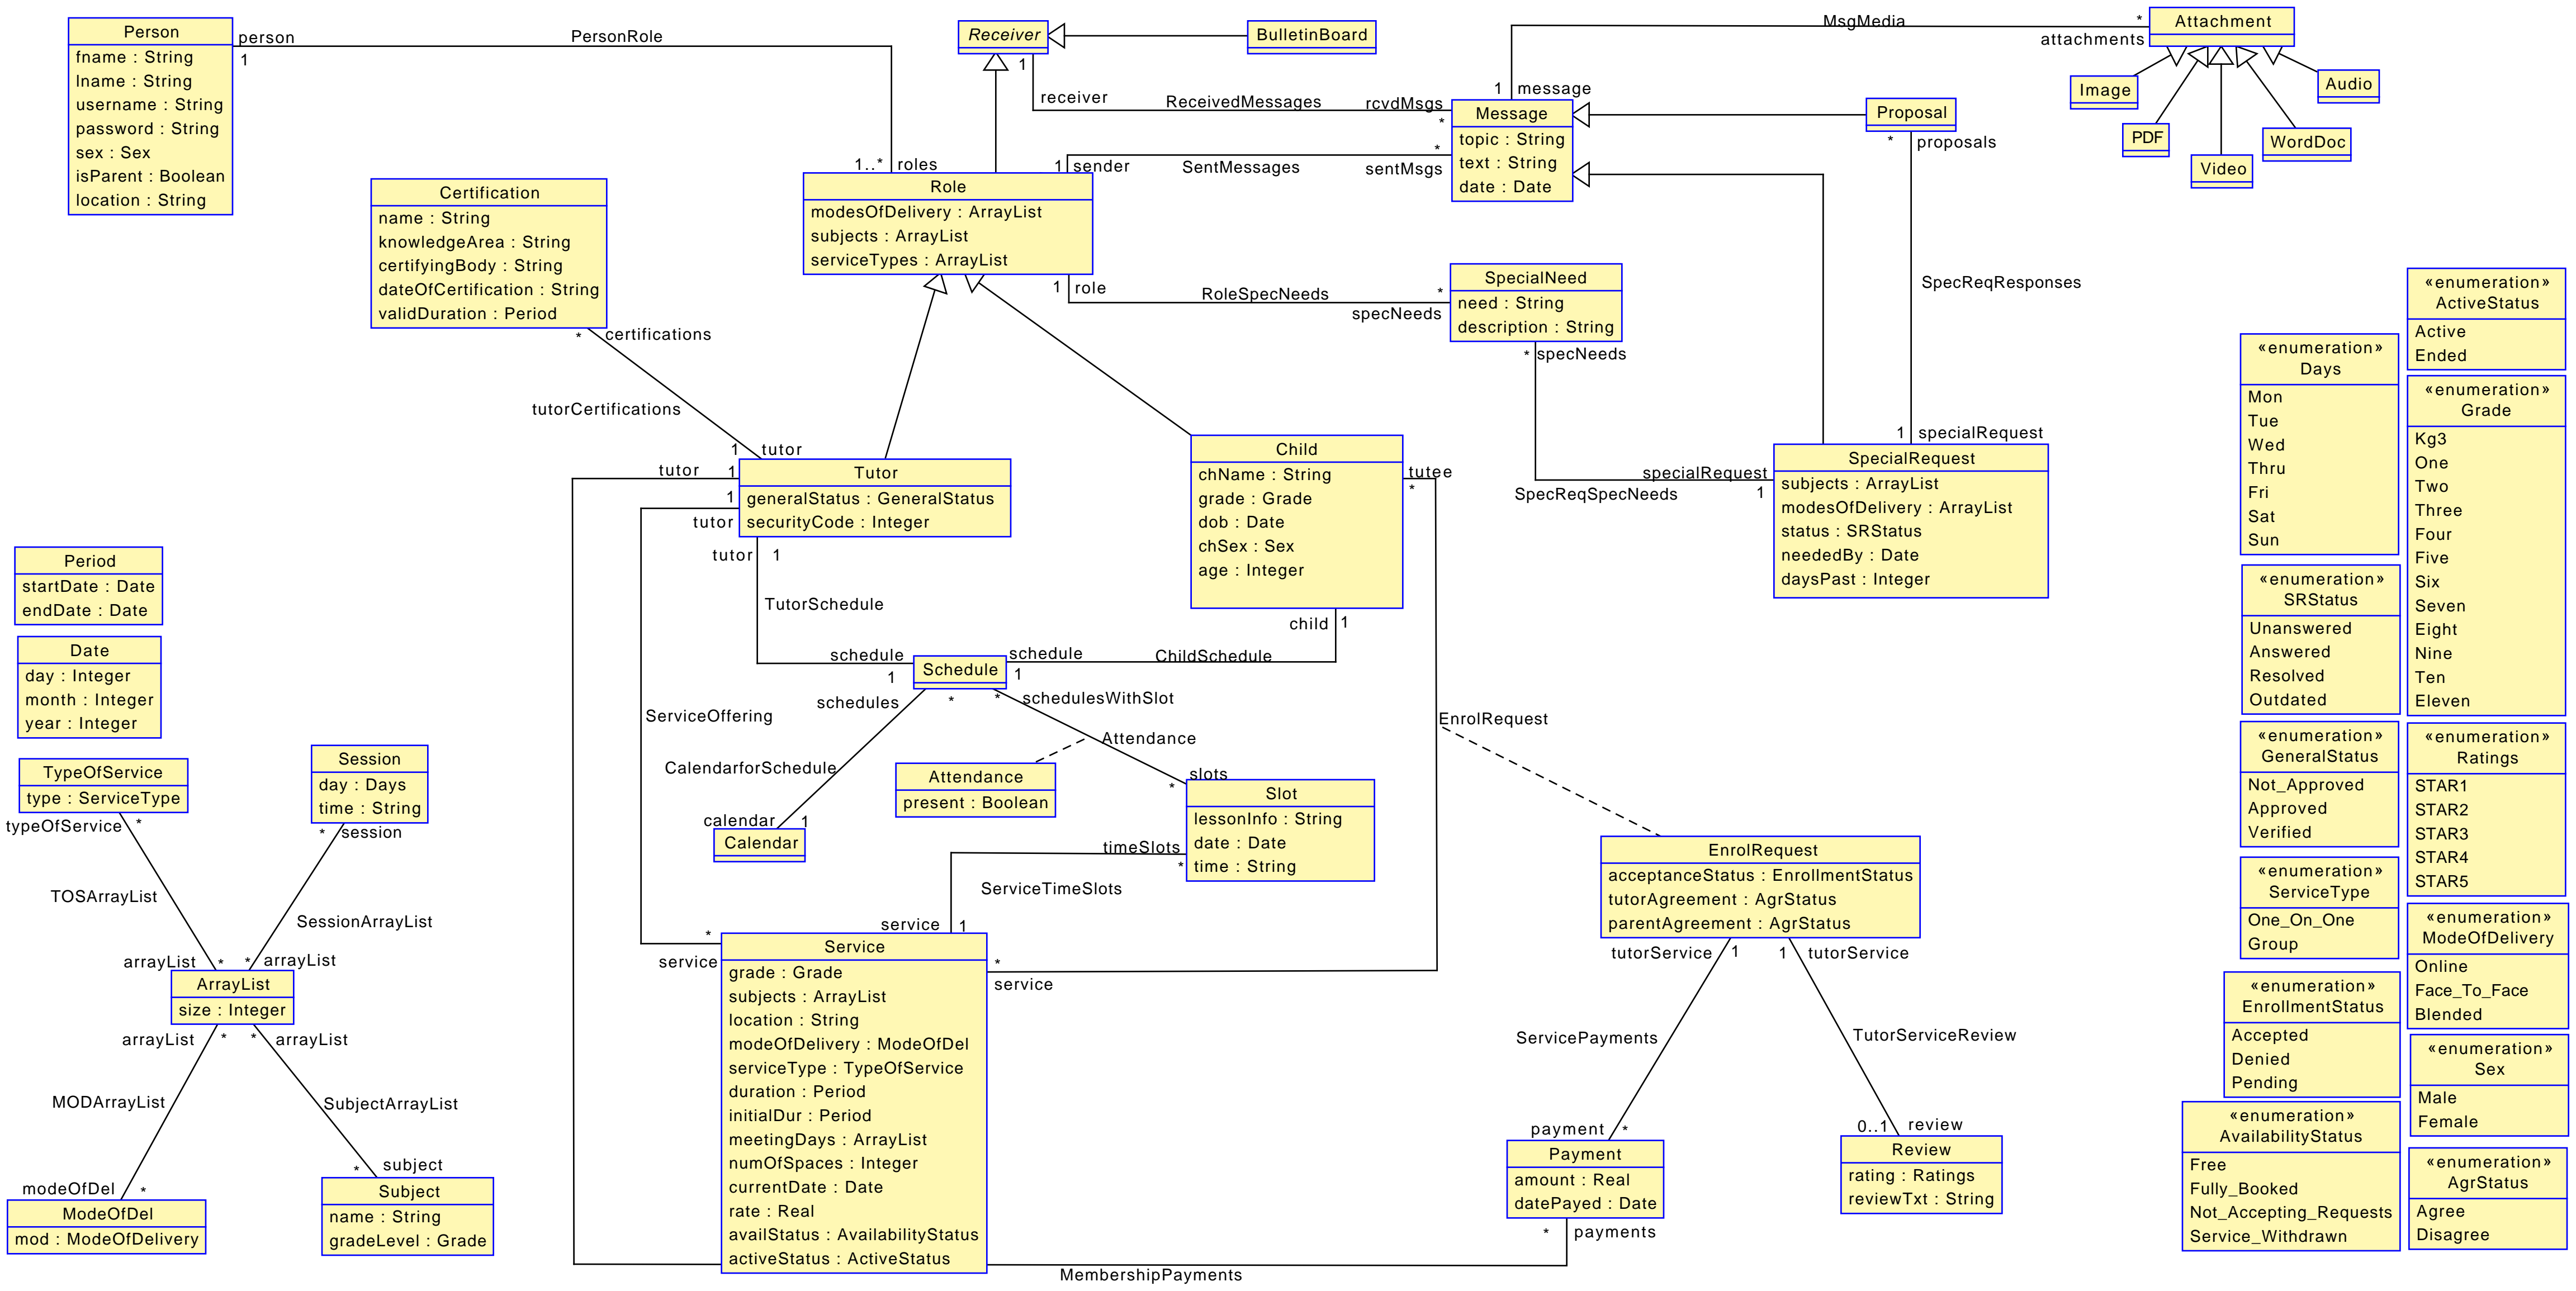 Person
fname : String
lname : String
username : String
password : String
sex : Sex
isParent : Boolean
location : String
person
1
PersonRole
1..*
roles
Receiver
1
receiver
ReceivedMessages
rcvdMsgs
*
BulletinBoard
MsgMedia
*
attachments
1
message
Attachment
Image
PDF
Video
WordDoc
Audio
Message
topic : String
text : String
date : Date
Proposal
*
proposals
SpecReqResponses
1
specialRequest
1
sender
SentMessages
*
sentMsgs
Role
modesOfDelivery : ArrayList
subjects : ArrayList
serviceTypes : ArrayList
1
role
RoleSpecNeeds
*
specNeeds
SpecialNeed
need : String
description : String
*
specNeeds
SpecReqSpecNeeds
specialRequest
1
SpecialRequest
subjects : ArrayList
modesOfDelivery : ArrayList
status : SRStatus
neededBy : Date
daysPast : Integer
Certification
name : String
knowledgeArea : String
certifyingBody : String
dateOfCertification : String
validDuration : Period
*
certifications
tutorCertifications
1
tutor
tutor
1
1
tutor
Tutor
generalStatus : GeneralStatus
securityCode : Integer
tutor
1
TutorSchedule
schedule
1
Child
chName : String
grade : Grade
dob : Date
chSex : Sex
age : Integer
tutee
*
child
1
schedule
1
ChildSchedule
Schedule
schedules
*
CalendarforSchedule
calendar
1
Calendar
*
schedulesWithSlot
Attendance
slots
*
Attendance
present : Boolean
Slot
lessonInfo : String
date : Date
time : String
timeSlots
*
ServiceTimeSlots
service
1
ServiceOffering
*
service
Service
grade : Grade
subjects : ArrayList
location : String
modeOfDelivery : ModeOfDel
serviceType : TypeOfService
duration : Period
initialDur : Period
meetingDays : ArrayList
numOfSpaces : Integer
currentDate : Date
rate : Real
availStatus : AvailabilityStatus
activeStatus : ActiveStatus
*
service
EnrolRequest
EnrolRequest
acceptanceStatus : EnrollmentStatus
tutorAgreement : AgrStatus
parentAgreement : AgrStatus
tutorService
1
1
tutorService
ServicePayments
TutorServiceReview
payment
*
0..1
review
Payment
amount : Real
datePayed : Date
*
payments
MembershipPayments
Review
rating : Ratings
reviewTxt : String
Period
startDate : Date
endDate : Date
Date
day : Integer
month : Integer
year : Integer
TypeOfService
type : ServiceType
typeOfService
*
TOSArrayList
arrayList
*
Session
day : Days
time : String
*
session
SessionArrayList
*
arrayList
ArrayList
size : Integer
arrayList
*
*
arrayList
MODArrayList
SubjectArrayList
modeOfDel
*
*
subject
ModeOfDel
mod : ModeOfDelivery
Subject
name : String
gradeLevel : Grade
«enumeration»
Days
Mon
Tue
Wed
Thru
Fri
Sat
Sun
«enumeration»
SRStatus
Unanswered
Answered
Resolved
Outdated
«enumeration»
GeneralStatus
Not_Approved
Approved
Verified
«enumeration»
ServiceType
One_On_One
Group
«enumeration»
EnrollmentStatus
Accepted
Denied
Pending
«enumeration»
AvailabilityStatus
Free
Fully_Booked
Not_Accepting_Requests
Service_Withdrawn
«enumeration»
ActiveStatus
Active
Ended
«enumeration»
Grade
Kg3
One
Two
Three
Four
Five
Six
Seven
Eight
Nine
Ten
Eleven
«enumeration»
Ratings
STAR1
STAR2
STAR3
STAR4
STAR5
«enumeration»
ModeOfDelivery
Online
Face_To_Face
Blended
«enumeration»
Sex
Male
Female
«enumeration»
AgrStatus
Agree
Disagree